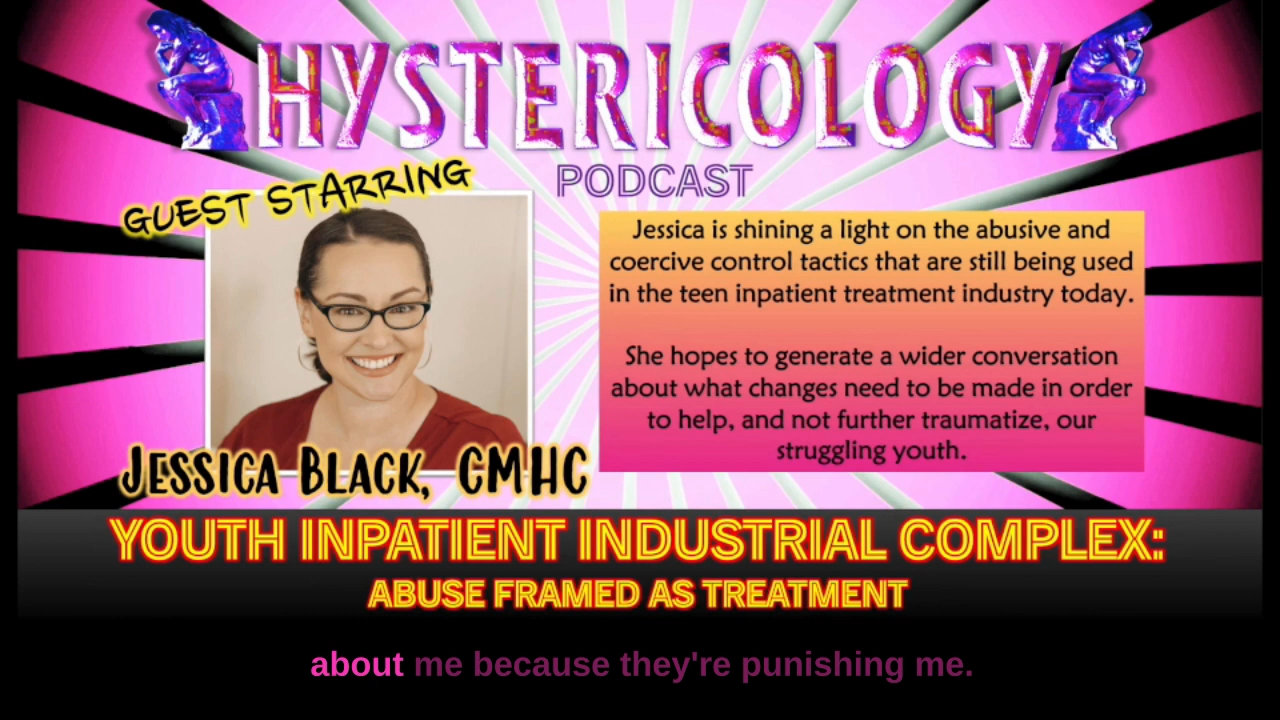 HYSTERICOLOGY
PODCAST
GUEST STARRING
Jessica is shining a light on the abusive and
coercive control tactics that are still being used
in the teen inpatient treatment industry today.
She hopes to generate a wider conversation
about what changes need to be made in order
to help, and not further traumatize, our
struggling youth.
JESSICA BLACK, CMHC
YOUTH INPATIENT INDUSTRIAL COMPLEX:
ABUSE FRAMED AS TREATMENT
about me because they're punishing me.